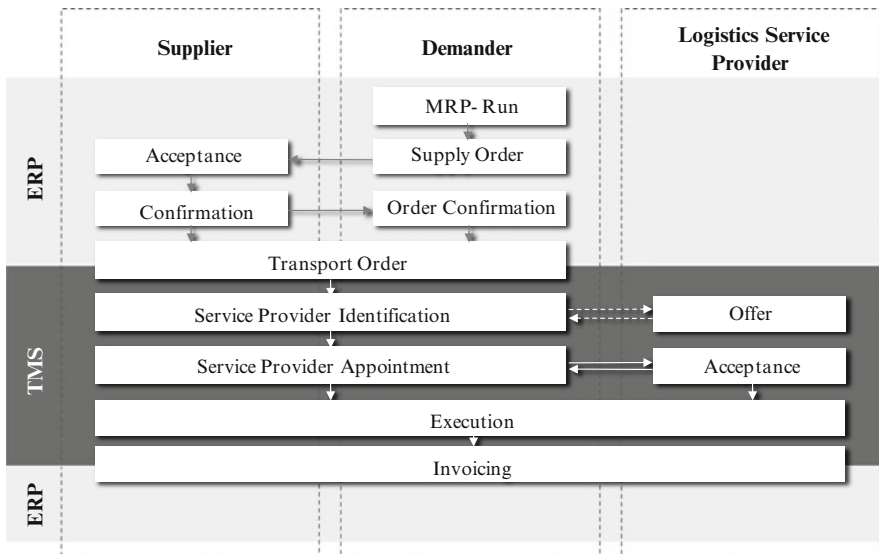 Supplier
Demander
Logistics Service
Provider
ERP
MRP- Run
Acceptance
Supply Order
Confirmation
Order Confirmation
Transport Order
TMS
Service Provider Identification
Offer
Service Provider Appointment
Acceptance
Execution
Invoicing
ERP